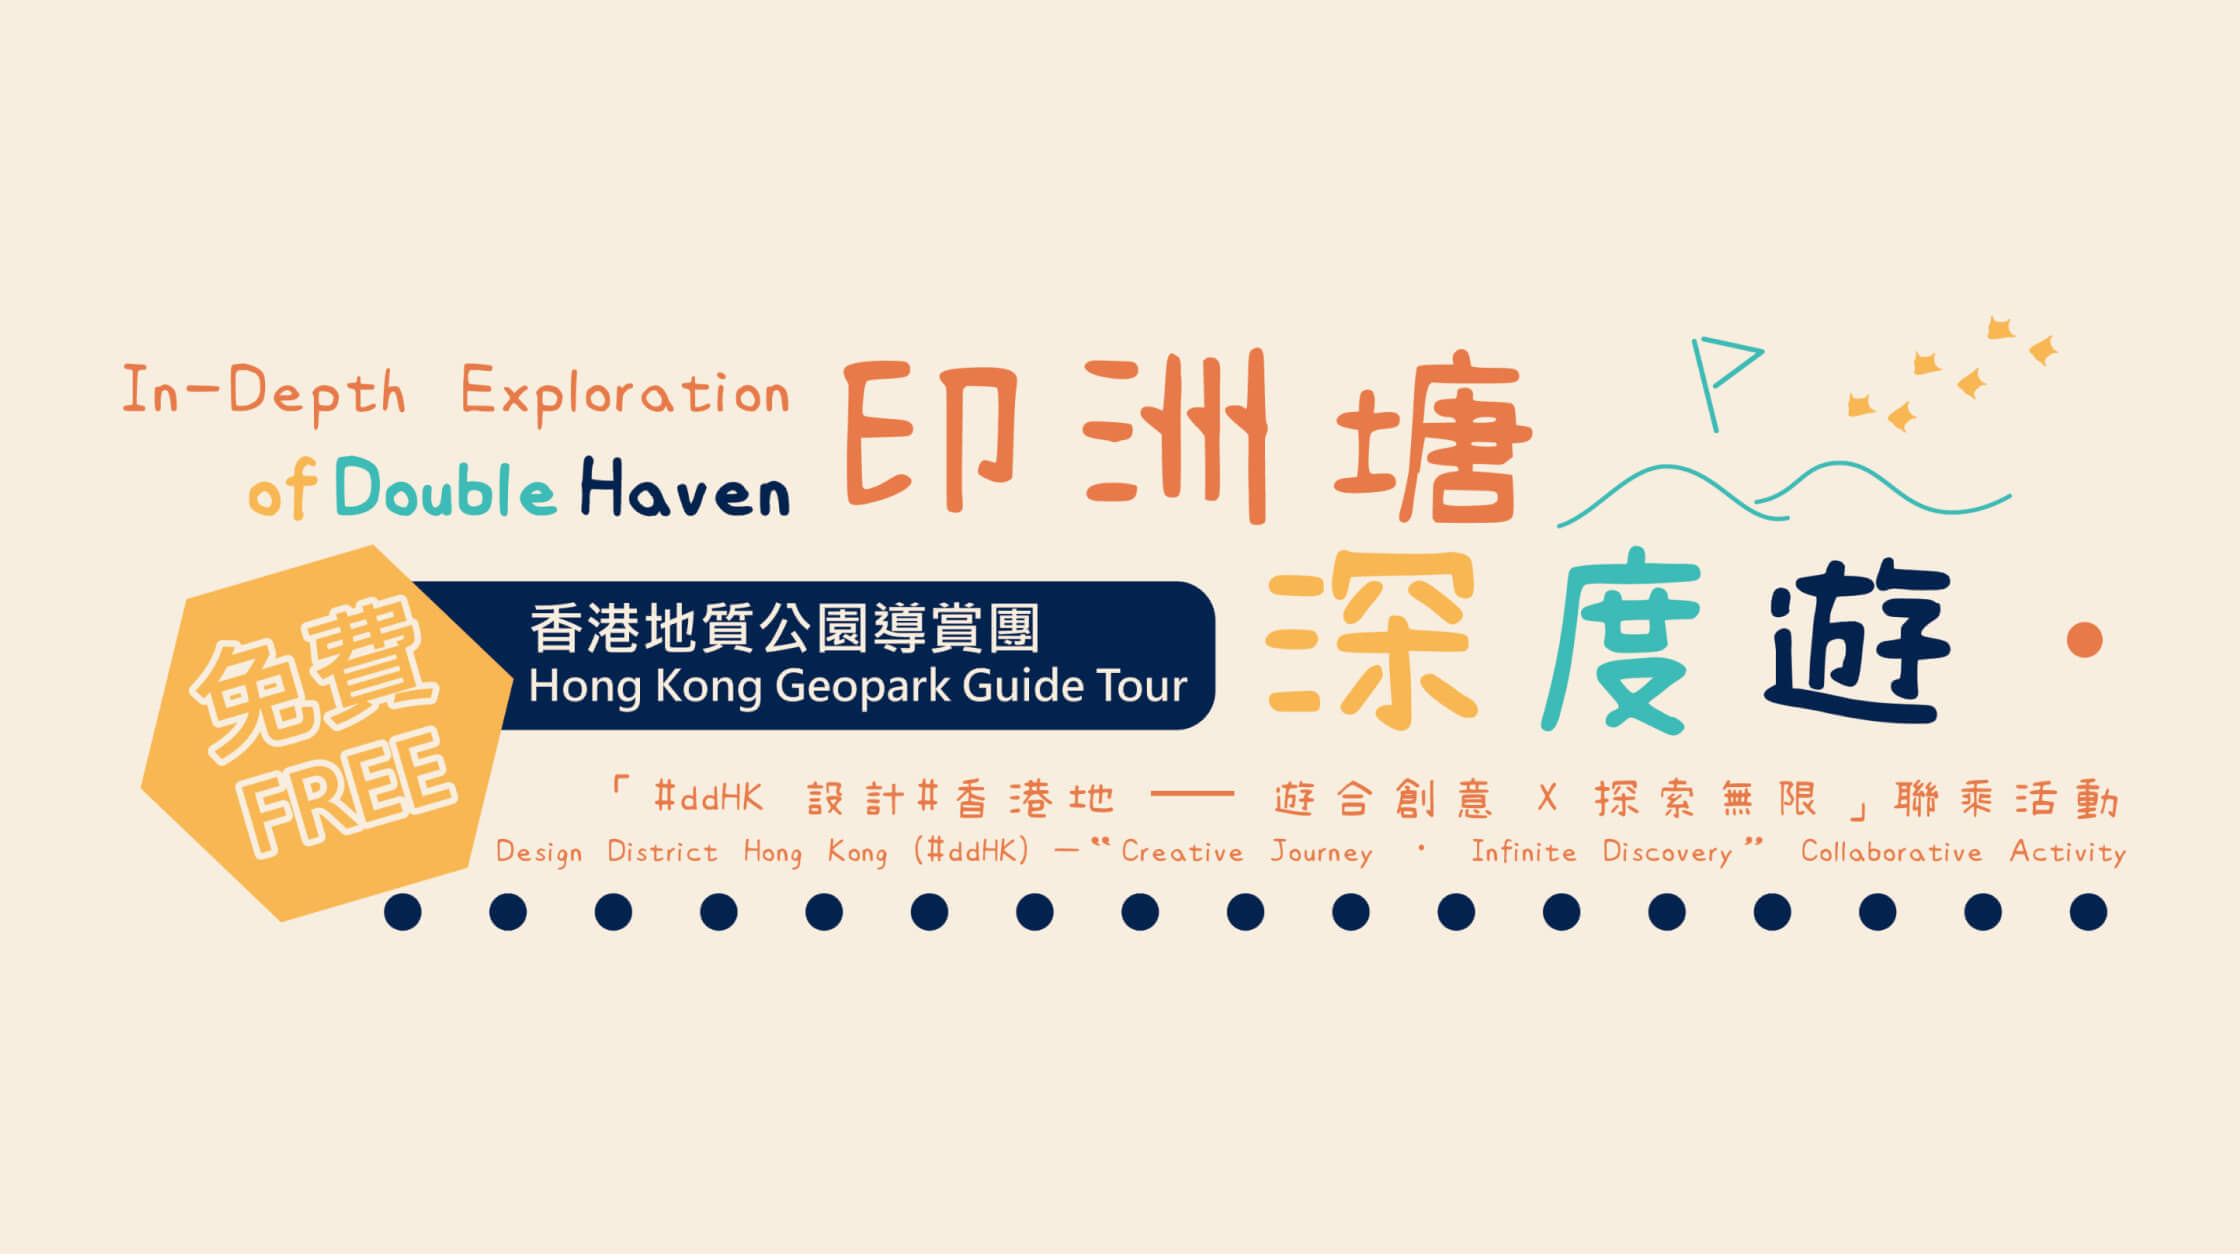 In-Depth Exploration
of Double Haven
印洲塘
深度遊
免費
FREE
香港地質公園導賞團
Hong Kong Geopark Guide Tour
「#ddHK 設計#香港地 —— 遊合創意 X 探索無限」聯乘活動
Design District Hong Kong (#ddHK) — “Creative Journey · Infinite Discovery” Collaborative Activity